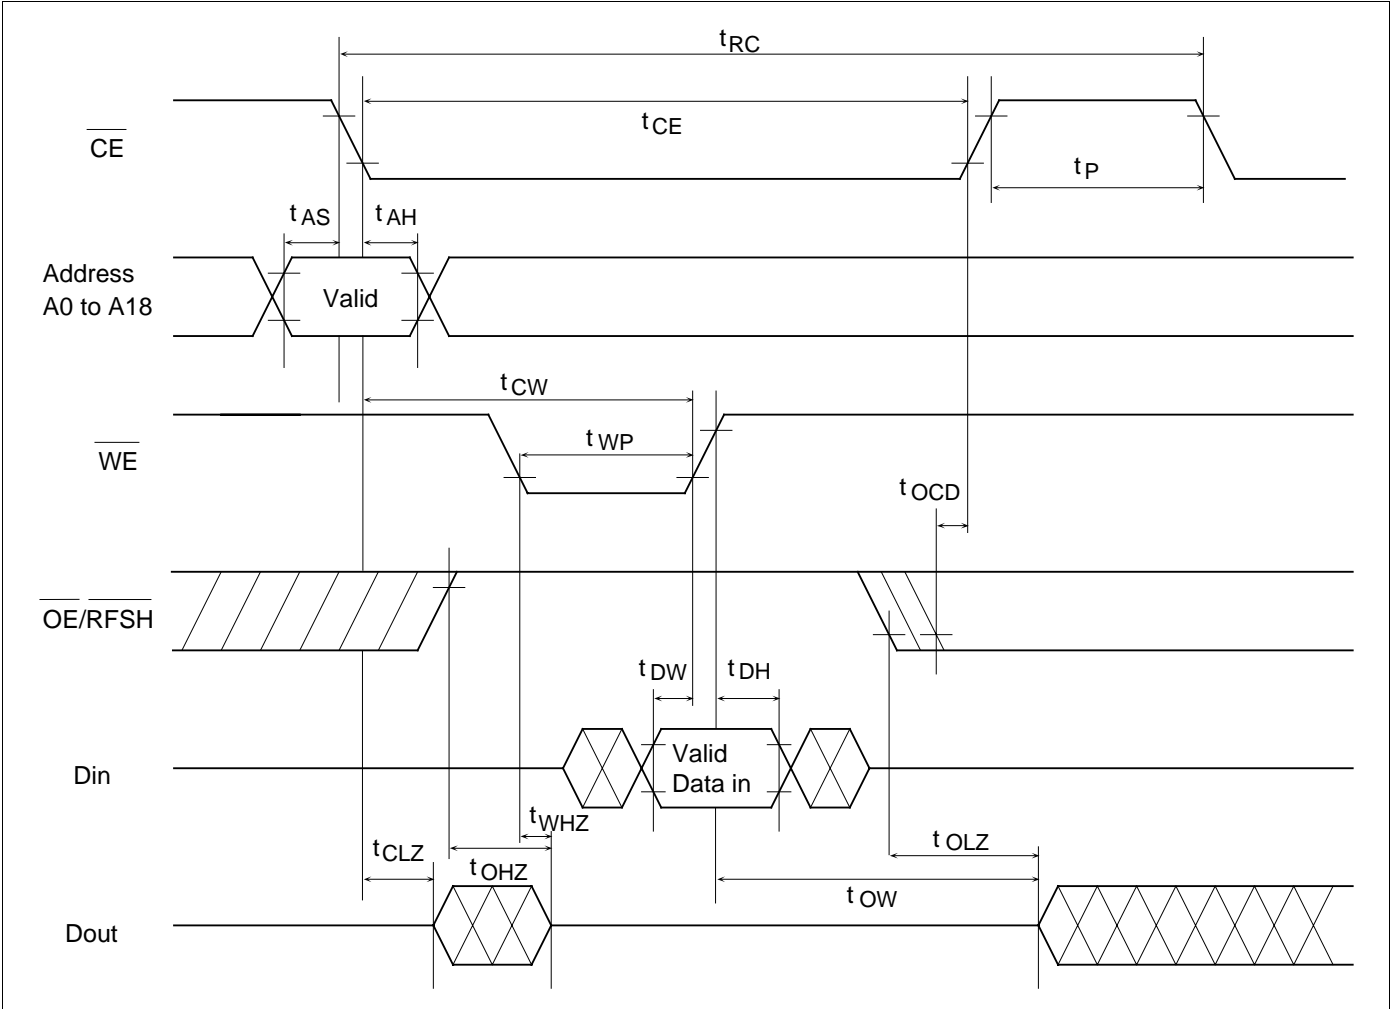 tRC
CE
tCE
tP
tAS
tAH
Address
A0 to A18
Valid
tCW
WE
tWP
tOCD
OE/RFSH
tDW
tDH
Din
Valid
Data in
tWHZ
tCLZ
tOHZ
tOLZ
tOW
Dout